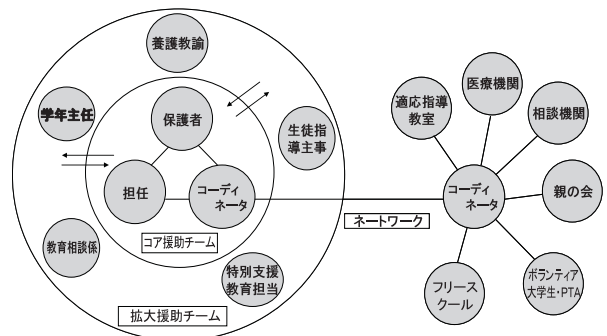 養護教諭
学年主任
保護者
生徒指
導主事
担任
コーディ
ネータ
コア援助チーム
教育相談係
特別支援
教育担当
拡大援助チーム
ネートワーク
適応指導
教室
医療機関
相談機関
コーディ
ネータ
親の会
フリース
クール
ボランティア
大学生・PTA